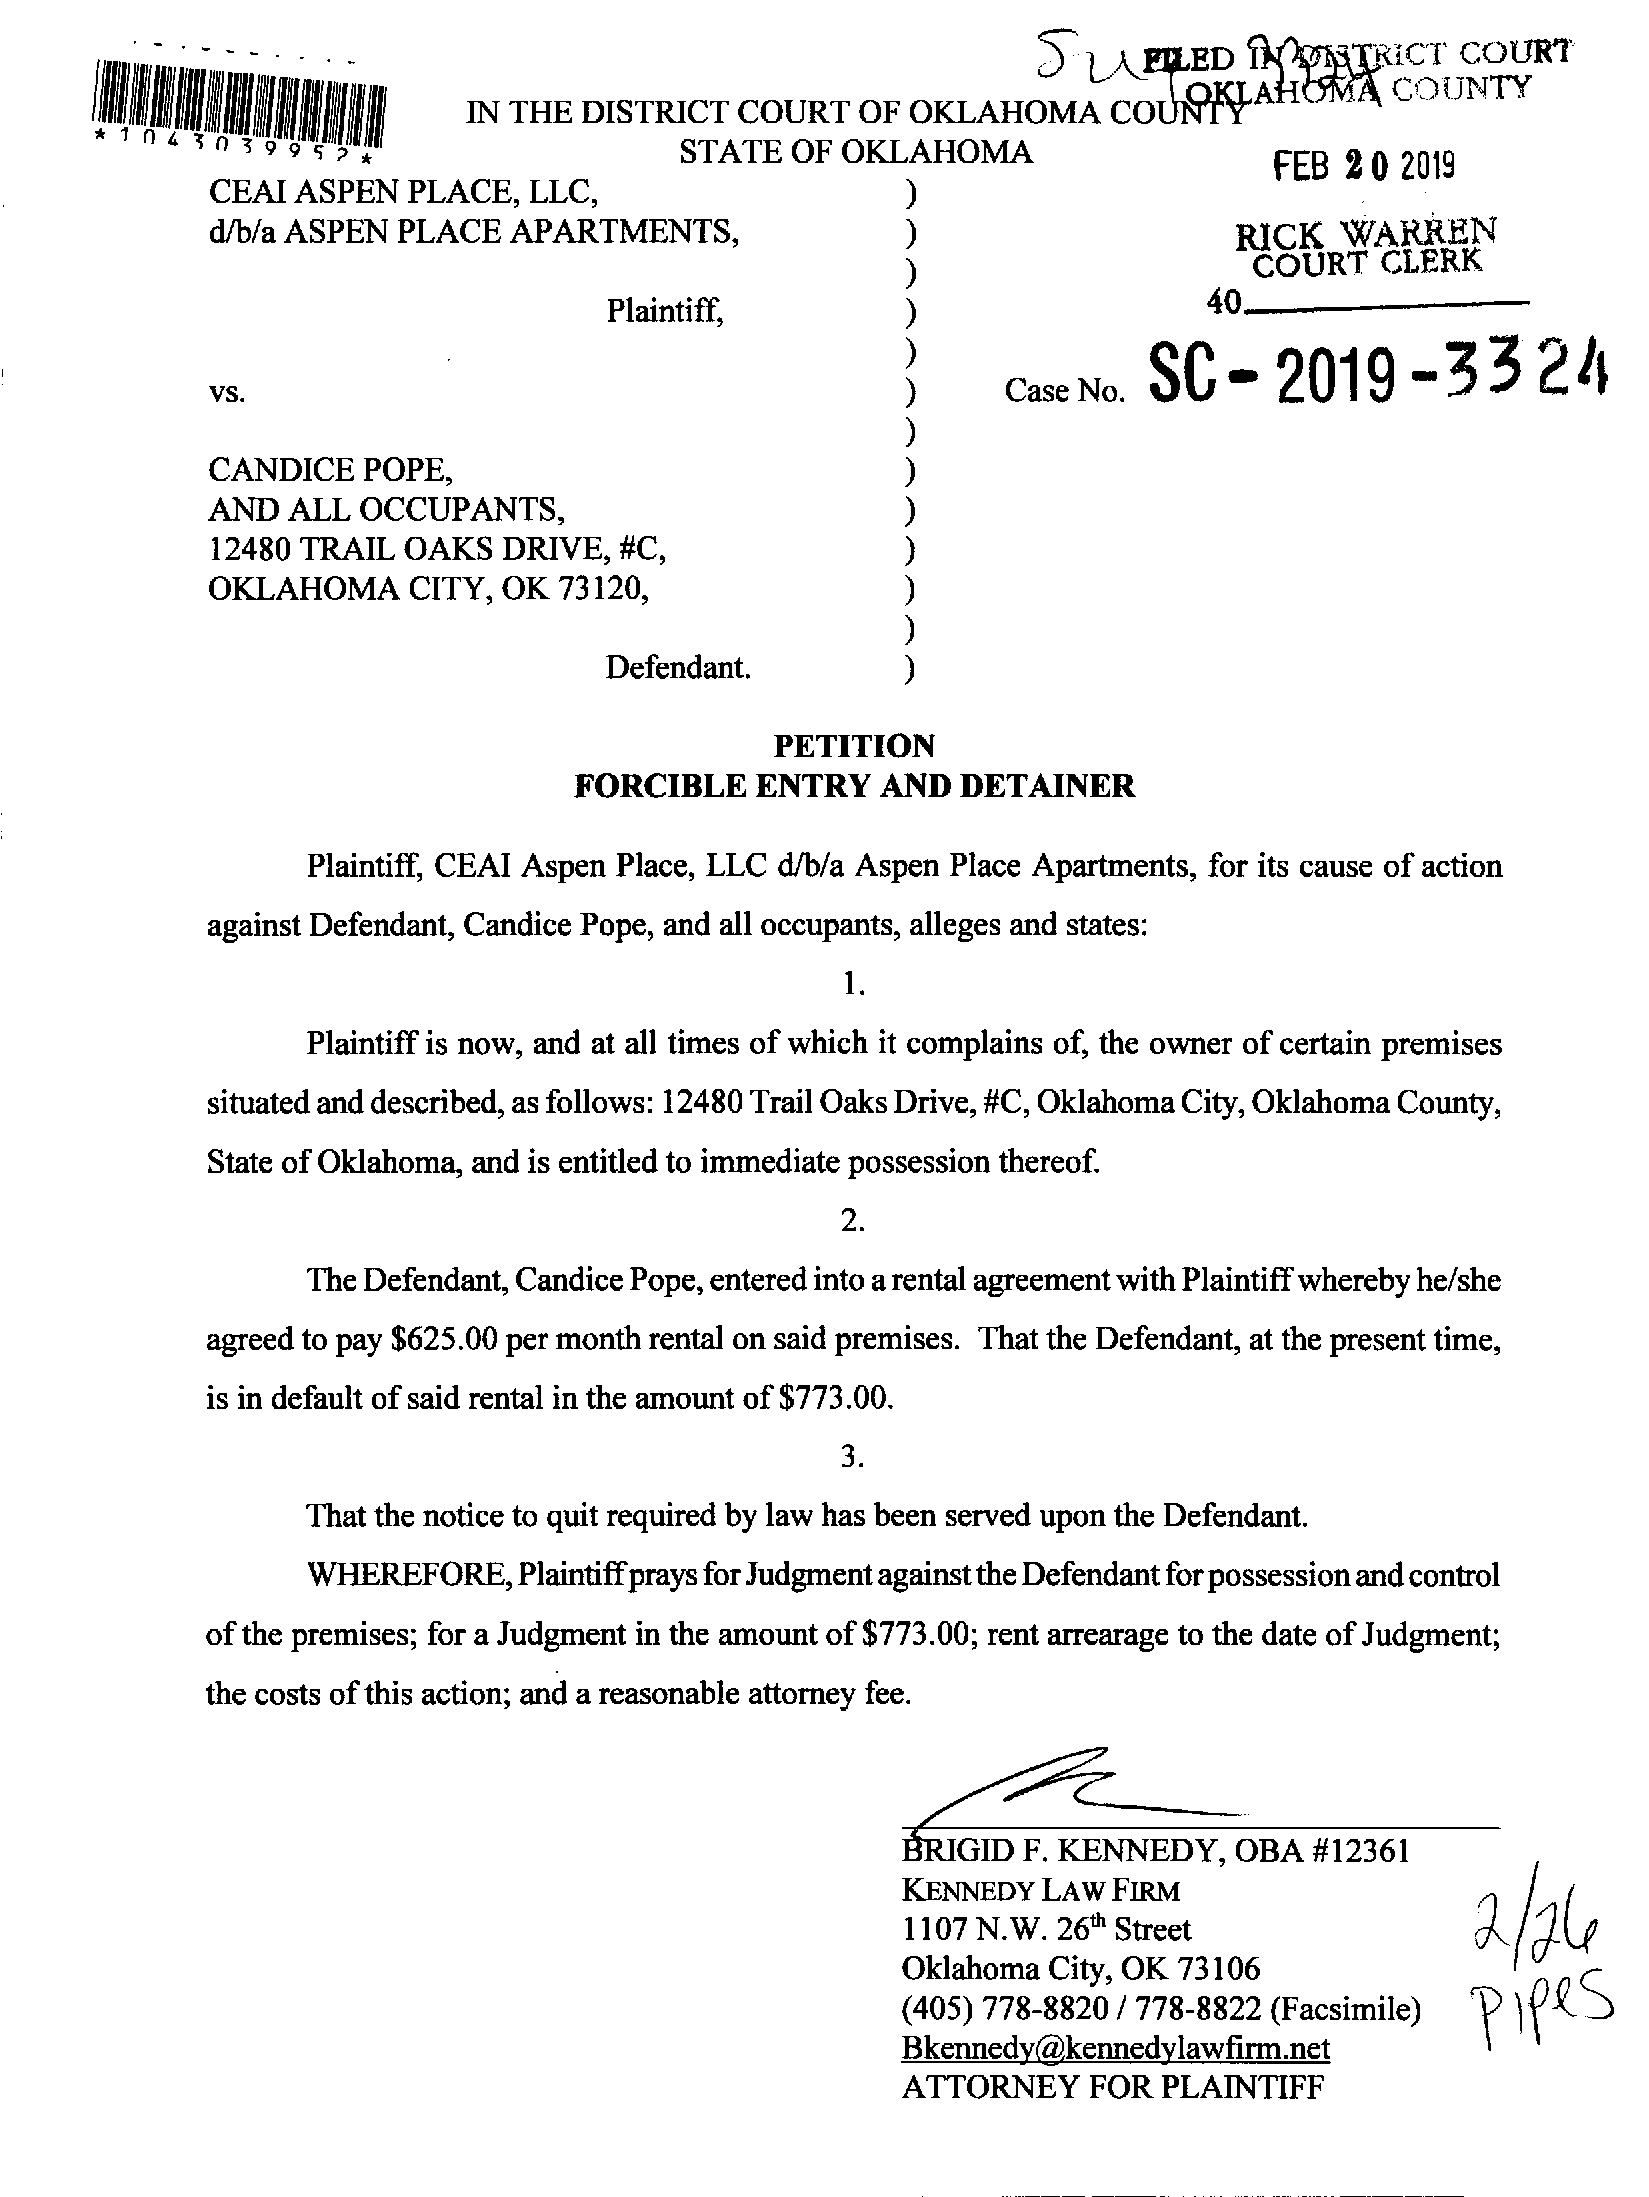 FILED IN DISTRICT COURT
OKLAHOMA COUNTY
IN THE DISTRICT COURT OF OKLAHOMA COUNTY
STATE OF OKLAHOMA
FEB 20 2019
CEAI ASPEN PLACE, LLC, )
d/b/a ASPEN PLACE APARTMENTS, )
RICK WARREN
COURT CLERK
)
Plaintiff, )
40
)
vs. ) Case No. SC-2019-3324
)
CANDICE POPE, )
AND ALL OCCUPANTS, )
12480 TRAIL OAKS DRIVE, #C, )
OKLAHOMA CITY, OK 73120, )
)
Defendant. )
PETITION
FORCIBLE ENTRY AND DETAINER
Plaintiff, CEAI Aspen Place, LLC d/b/a Aspen Place Apartments, for its cause of action
against Defendant, Candice Pope, and all occupants, alleges and states:
1.
Plaintiff is now, and at all times of which it complains of, the owner of certain premises
situated and described, as follows: 12480 Trail Oaks Drive, #C, Oklahoma City, Oklahoma County,
State of Oklahoma, and is entitled to immediate possession thereof.
2.
The Defendant, Candice Pope, entered into a rental agreement with Plaintiff whereby he/she
agreed to pay $625.00 per month rental on said premises. That the Defendant, at the present time,
is in default of said rental in the amount of $773.00.
3.
That the notice to quit required by law has been served upon the Defendant.
WHEREFORE, Plaintiff prays for Judgment against the Defendant for possession and control
of the premises; for a Judgment in the amount of $773.00; rent arrearage to the date of Judgment;
the costs of this action; and a reasonable attorney fee.
BRIGID F. KENNEDY, OBA #12361
KENNEDY LAW FIRM
1107 N.W. 26th Street
Oklahoma City, OK 73106
(405) 778-8820 / 778-8822 (Facsimile)
Bkennedy@kennedylawfirm.net
ATTORNEY FOR PLAINTIFF
2/26
PIPES